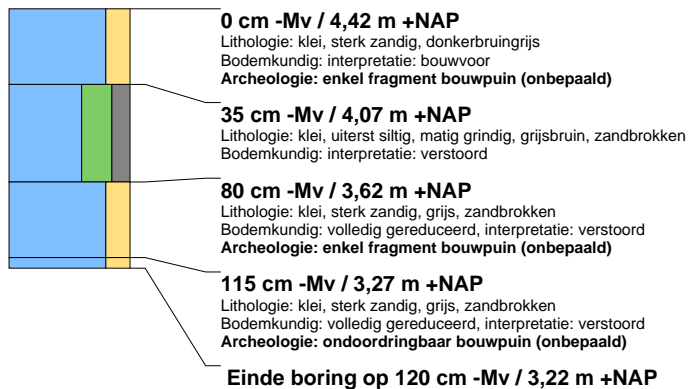 0 cm -Mv / 4,42 m +NAP
Lithologie: klei, sterk zandig, donkerbruingrijs
Bodemkundig: interpretatie: bouwvoor
Archeologie: enkel fragment bouwpuin (onbepaald)
35 cm -Mv / 4,07 m +NAP
Lithologie: klei, uiterst siltig, matig grindig, grijsbruin, zandbrokken
Bodemkundig: interpretatie: verstoord
80 cm -Mv / 3,62 m +NAP
Lithologie: klei, sterk zandig, grijs, zandbrokken
Bodemkundig: volledig gereduceerd, interpretatie: verstoord
Archeologie: enkel fragment bouwpuin (onbepaald)
115 cm -Mv / 3,27 m +NAP
Lithologie: klei, sterk zandig, grijs, zandbrokken
Bodemkundig: volledig gereduceerd, interpretatie: verstoord
Archeologie: ondoordringbaar bouwpuin (onbepaald)
Einde boring op 120 cm -Mv / 3,22 m +NAP